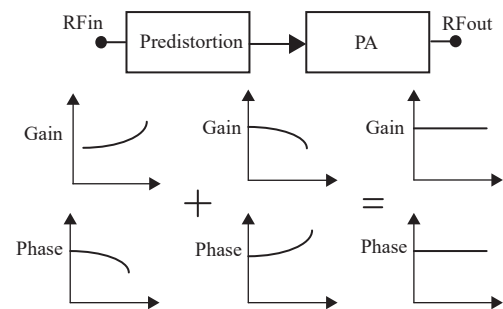 RFin
Predistortion
PA
RFout
Gain
Gain
Gain
+
=
Phase
Phase
Phase